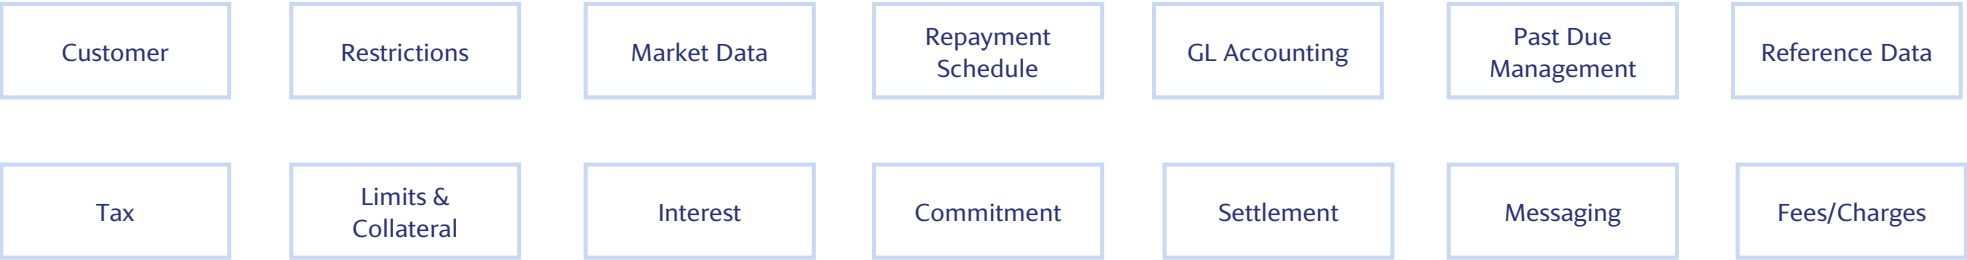 Customer
Restrictions
Market Data
Repayment
Schedule
GL Accounting
Past Due
Management
Reference Data
Tax
Limits &
Collateral
Interest
Commitment
Settlement
Messaging
Fees/Charges